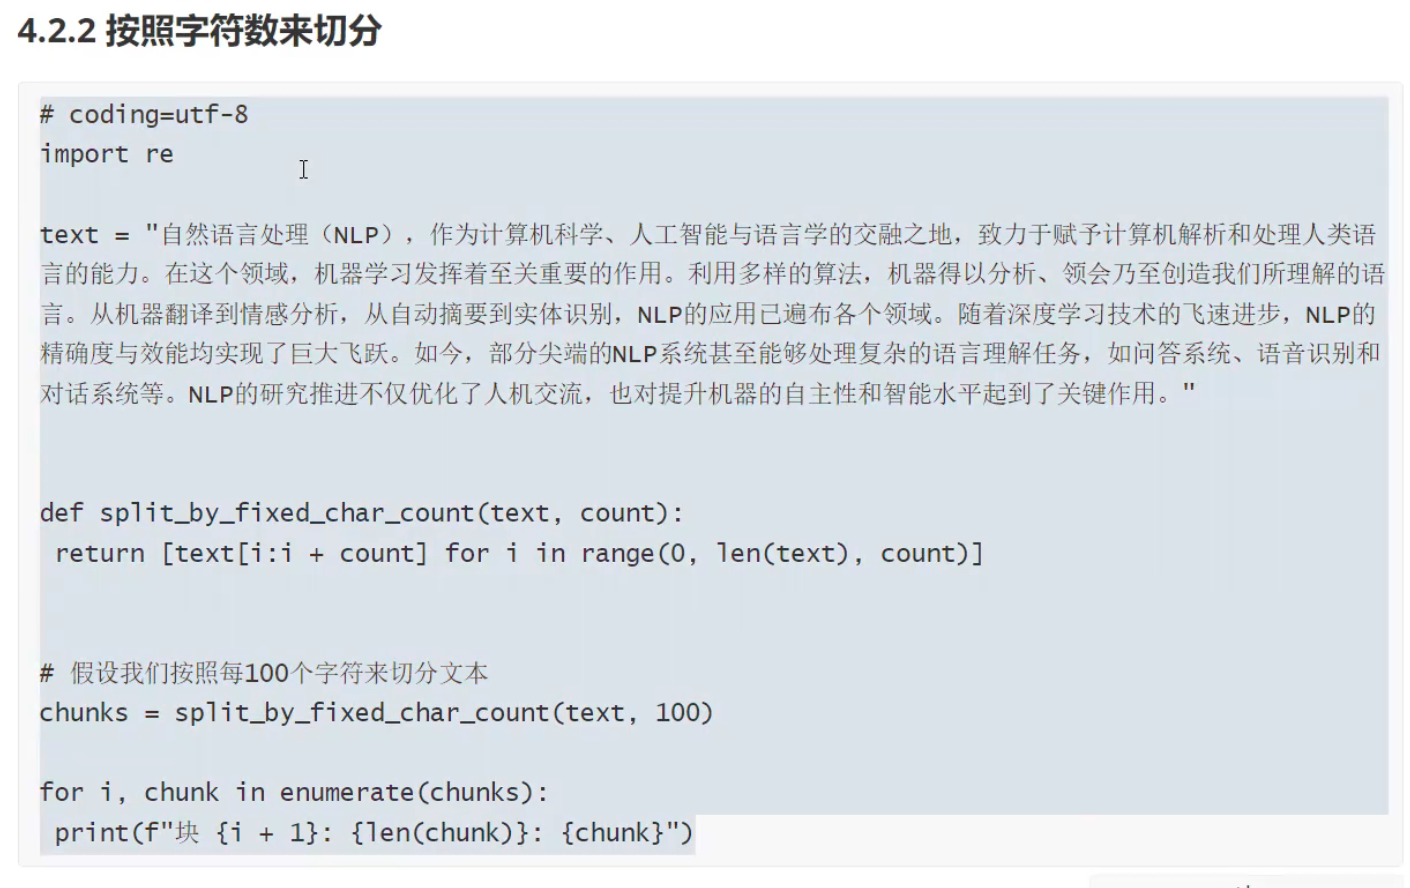 4.2.2 按照字符数来切分
# coding=utf-8
import re
text = "自然语言处理（NLP），作为计算机科学、人工智能与语言学的交融之地，致力于赋予计算机解析和处理人类语
言的能力。在这个领域，机器学习发挥着至关重要的作用。利用多样的算法，机器得以分析、领会乃至创造我们所理解的语
言。从机器翻译到情感分析，从自动摘要到实体识别，NLP的应用已遍布各个领域。随着深度学习技术的飞速进步，NLP的
精确度与效能均实现了巨大飞跃。如今，部分尖端的NLP系统甚至能够处理复杂的语言理解任务，如问答系统、语音识别和
对话系统等。NLP的研究推进不仅优化了人机交流，也对提升机器的自主性和智能水平起到了关键作用。"
def split_by_fixed_char_count(text, count):
 return [text[i:i + count] for i in range(0, len(text), count)]
# 假设我们按照每100个字符来切分文本
chunks = split_by_fixed_char_count(text, 100)
for i, chunk in enumerate(chunks):
 print(f"块 {i + 1}: {len(chunk)}: {chunk}")